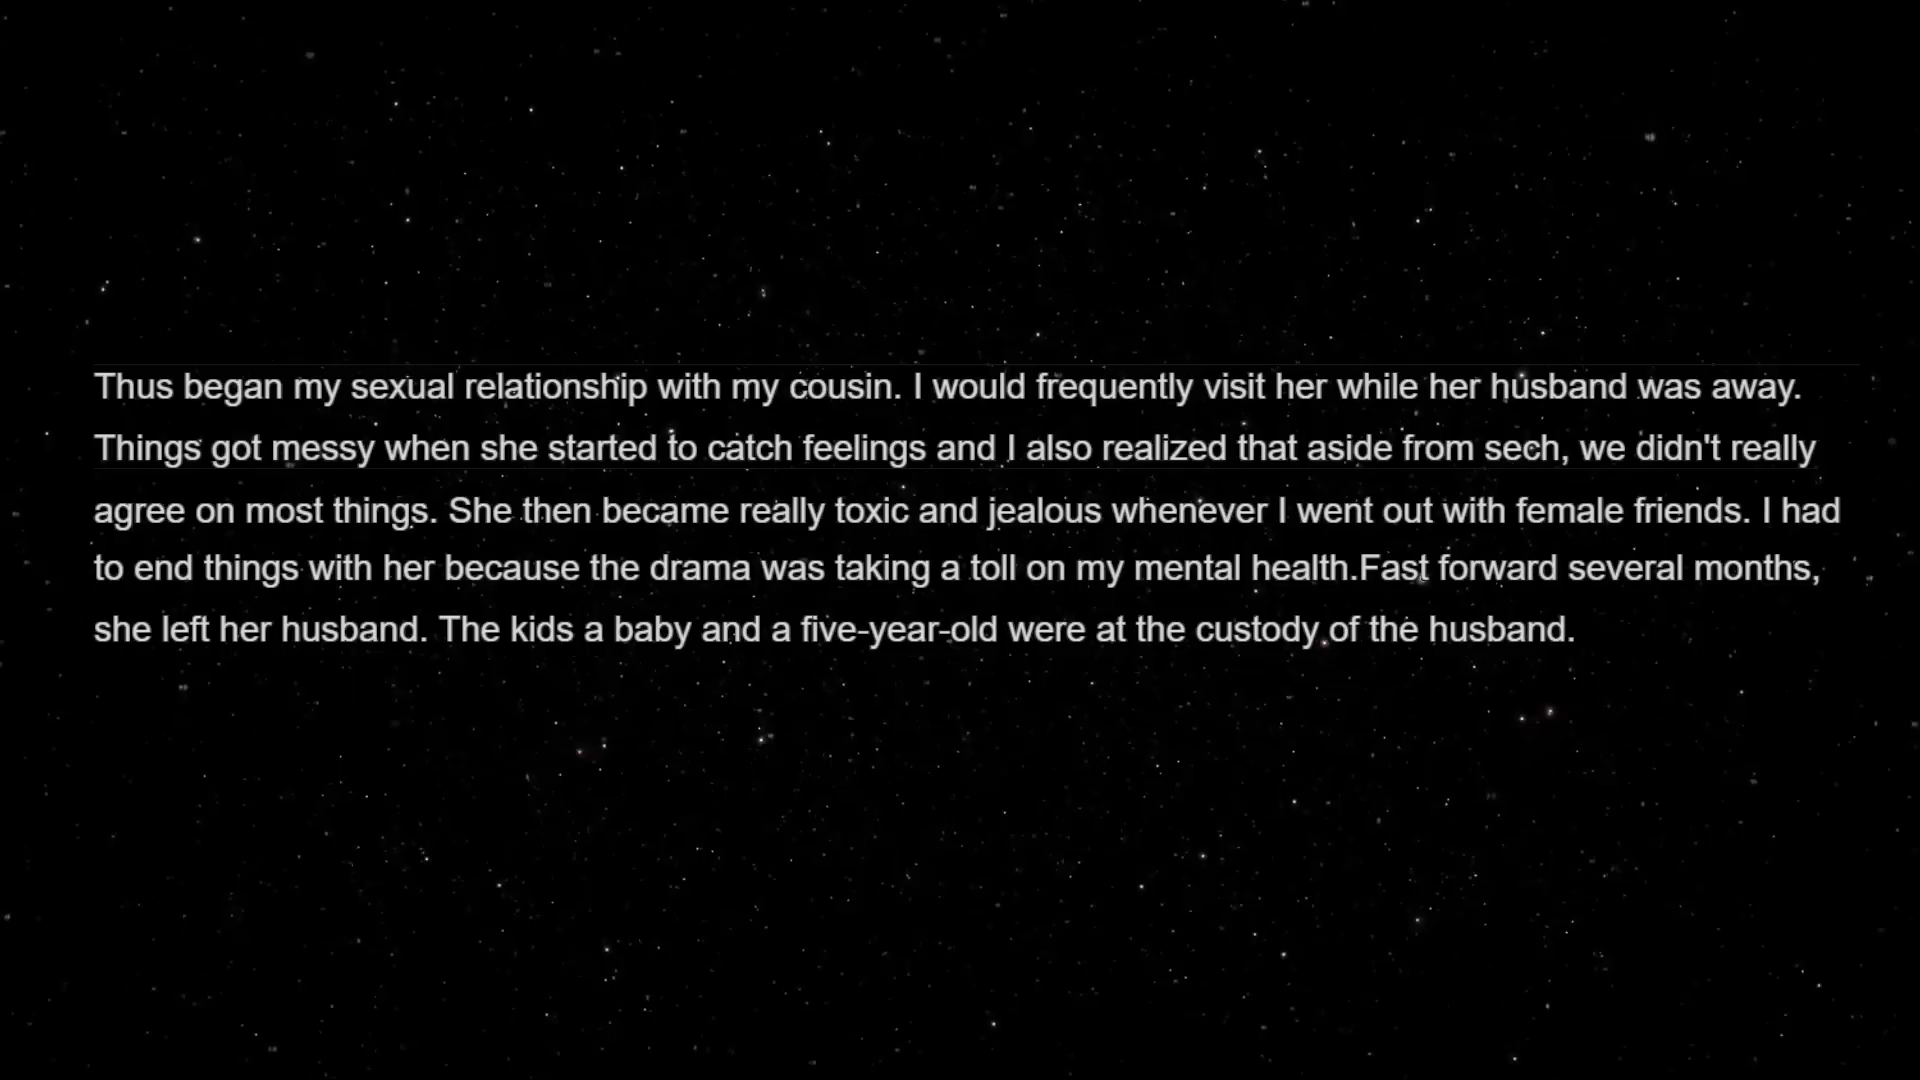 Thus began my sexual relationship with my cousin. I would frequently visit her while her husband was away.
Things got messy when she started to catch feelings and I also realized that aside from sech, we didn't really
agree on most things. She then became really toxic and jealous whenever I went out with female friends. I had
to end things with her because the drama was taking a toll on my mental health.Fast forward several months,
she left her husband. The kids a baby and a five-year-old were at the custody of the husband.